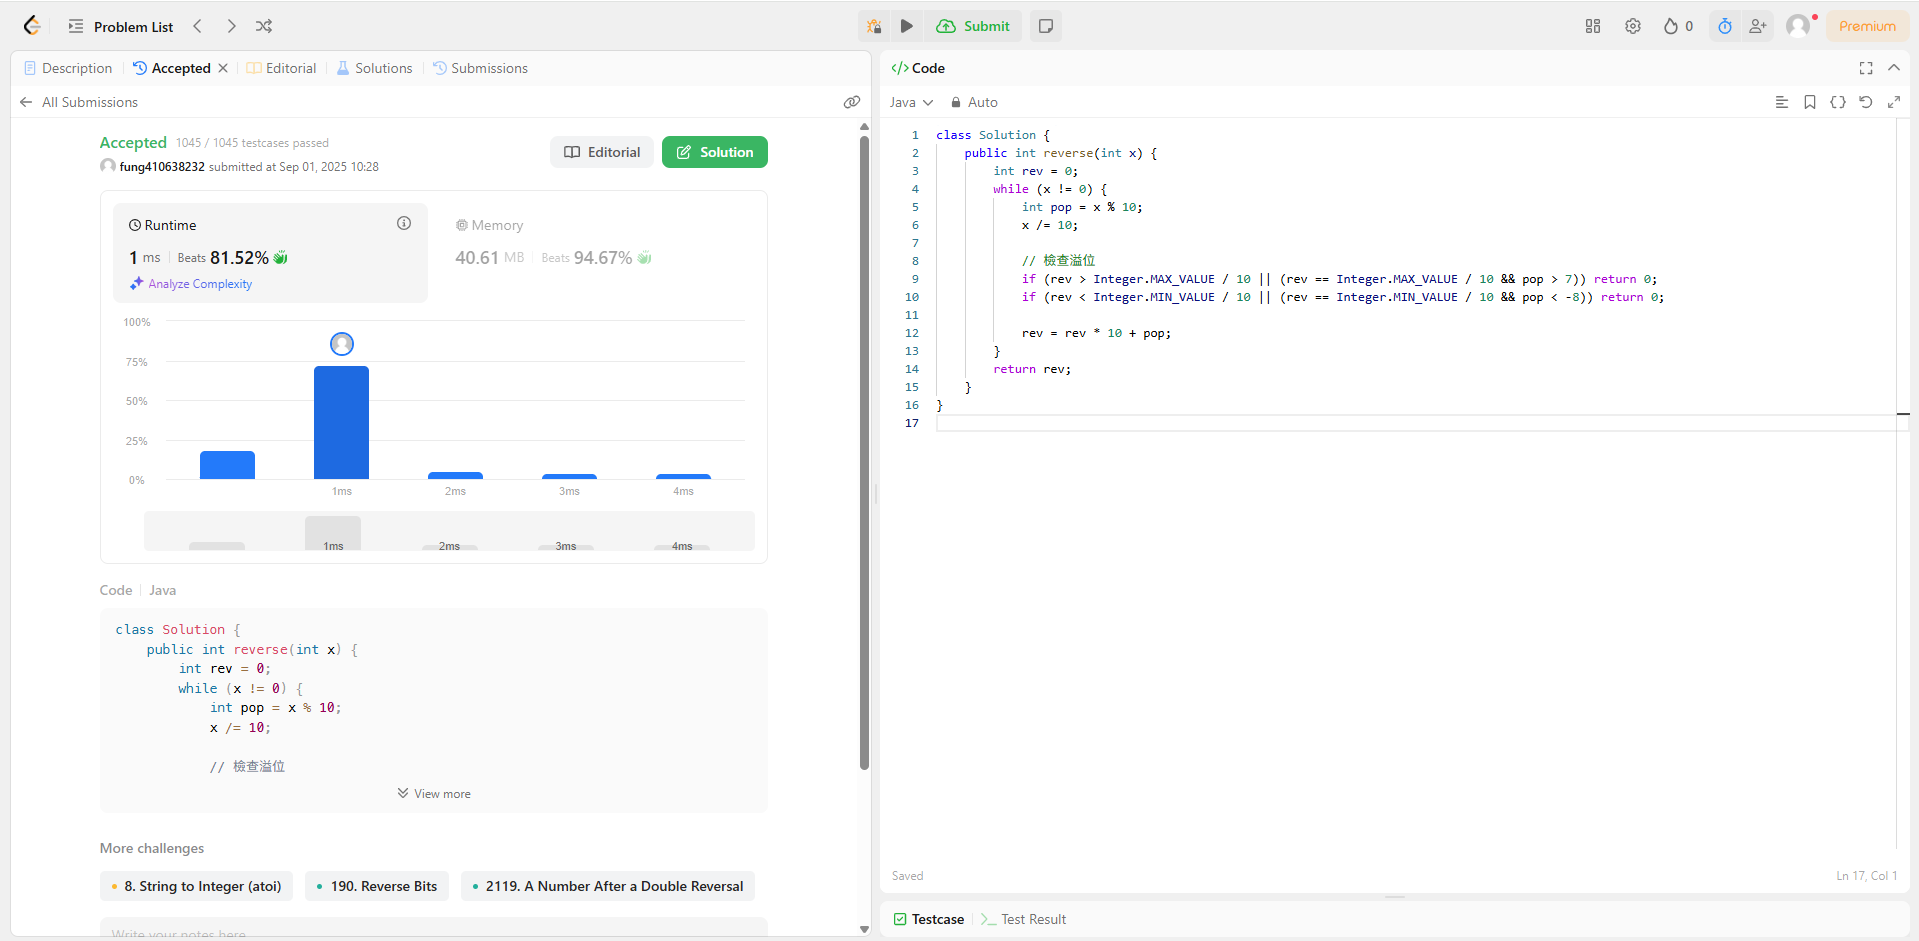 Problem List
Submit
0
Premium
Description
Accepted
Editorial
Solutions
Submissions
All Submissions
Accepted 1045 / 1045 testcases passed
fung410638232 submitted at Sep 01, 2025 10:28
Editorial
Solution
Runtime
1 ms Beats 81.52%
Analyze Complexity
Memory
40.61 MB Beats 94.67%
100%
75%
50%
25%
0%
1ms 2ms 3ms 4ms
1ms 2ms 3ms 4ms
Code Java
class Solution {
    public int reverse(int x) {
        int rev = 0;
        while (x != 0) {
            int pop = x % 10;
            x /= 10;
            // 檢查溢位
View more
More challenges
8. String to Integer (atoi)
190. Reverse Bits
2119. A Number After a Double Reversal
Write your notes here
</>Code
Java Auto
1 class Solution {
2     public int reverse(int x) {
3         int rev = 0;
4         while (x != 0) {
5             int pop = x % 10;
6             x /= 10;
7
8             // 檢查溢位
9             if (rev > Integer.MAX_VALUE / 10 || (rev == Integer.MAX_VALUE / 10 && pop > 7)) return 0;
10             if (rev < Integer.MIN_VALUE / 10 || (rev == Integer.MIN_VALUE / 10 && pop < -8)) return 0;
11
12             rev = rev * 10 + pop;
13         }
14         return rev;
15     }
16 }
17
Saved
Ln 17, Col 1
Testcase
Test Result